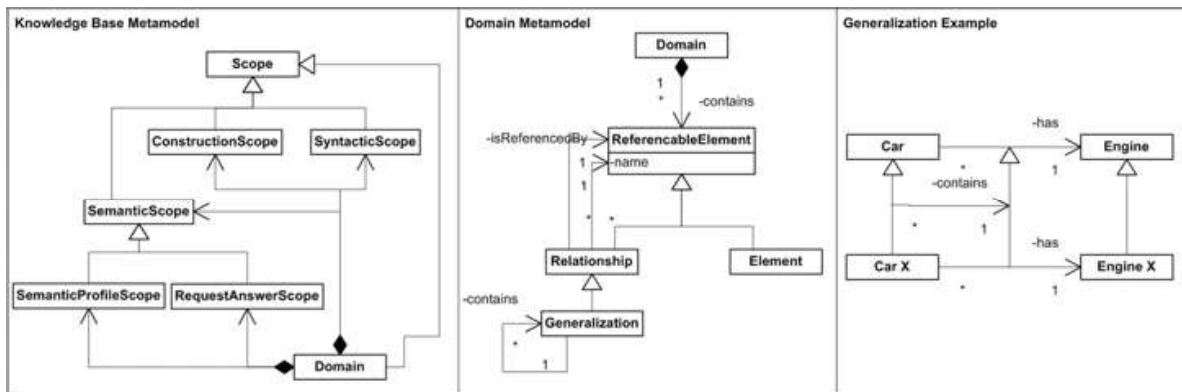 Knowledge Base Metamodel
Scope
ConstructionScope
SyntacticScope
SemanticScope
SemanticProfileScope
RequestAnswerScope
Domain
Domain Metamodel
Domain
1
*
-contains
-isReferencedBy
ReferencableElement
1
-name
1
*
*
Relationship
Element
-contains
Generalization
*
1
Generalization Example
-has
Car
Engine
*
1
-contains
*
1
-has
Car X
Engine X
*
1